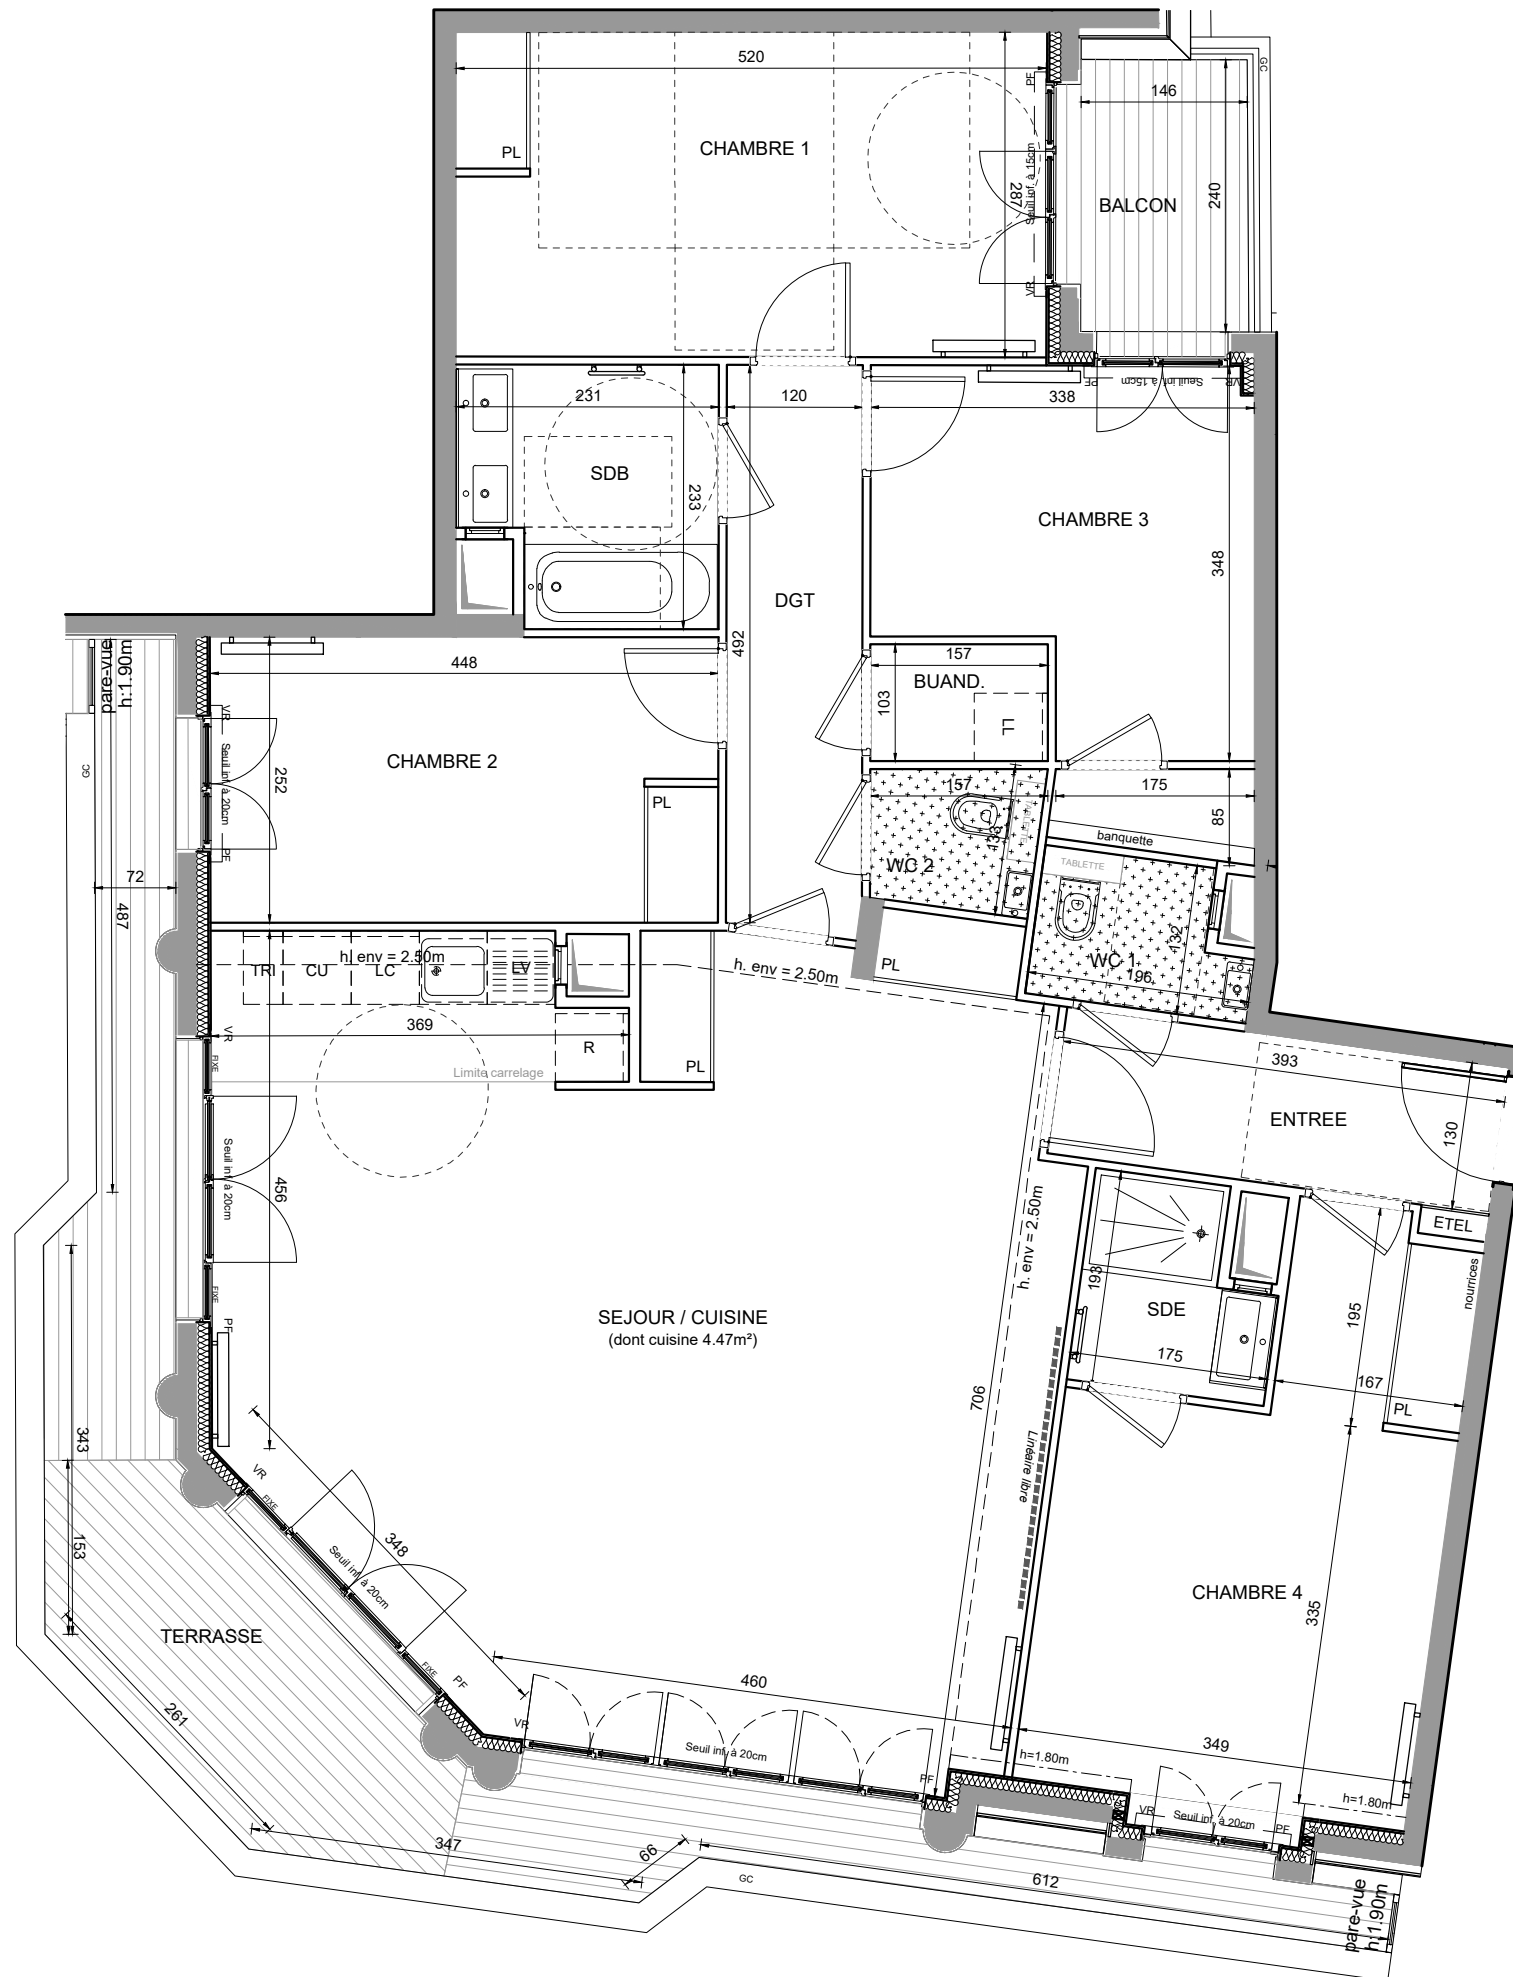 520
PL
CHAMBRE 1
PF
Seuil inf. à 15cm
287
VR
146
BALCON
240
GC
231
SDB
233
120
338
PF
Seuil inf. à 15cm
VR
CHAMBRE 3
348
DGT
492
157
BUAND.
103
LL
pare-vue
h:1.90m
GC
448
VR
Seuil inf. à 20cm
PF
252
CHAMBRE 2
PL
72
487
157
TABLETTE
133
WC 2
175
85
banquette
TABLETTE
132
WC 1
196
TRI
CU
h. env = 2.50m
LC
LV
h. env = 2.50m
PL
369
R
PL
Limite carrelage
VR
FIXE
Seuil inf. à 20cm
456
FIXE
PF
393
ENTREE
130
ETEL
nourrices
h. env = 2.50m
193
SDE
175
195
167
PL
SEJOUR / CUISINE
(dont cuisine 4.47m²)
706
Linéaire libre
343
153
VR
FIXE
348
Seuil inf. à 20cm
FIXE
PF
TERRASSE
261
CHAMBRE 4
335
460
VR
Seuil inf. à 20cm
PF
h=1.80m
349
h=1.80m
VR
Seuil inf. à 20cm
PF
347
66
GC
612
pare-vue
h:1.90m